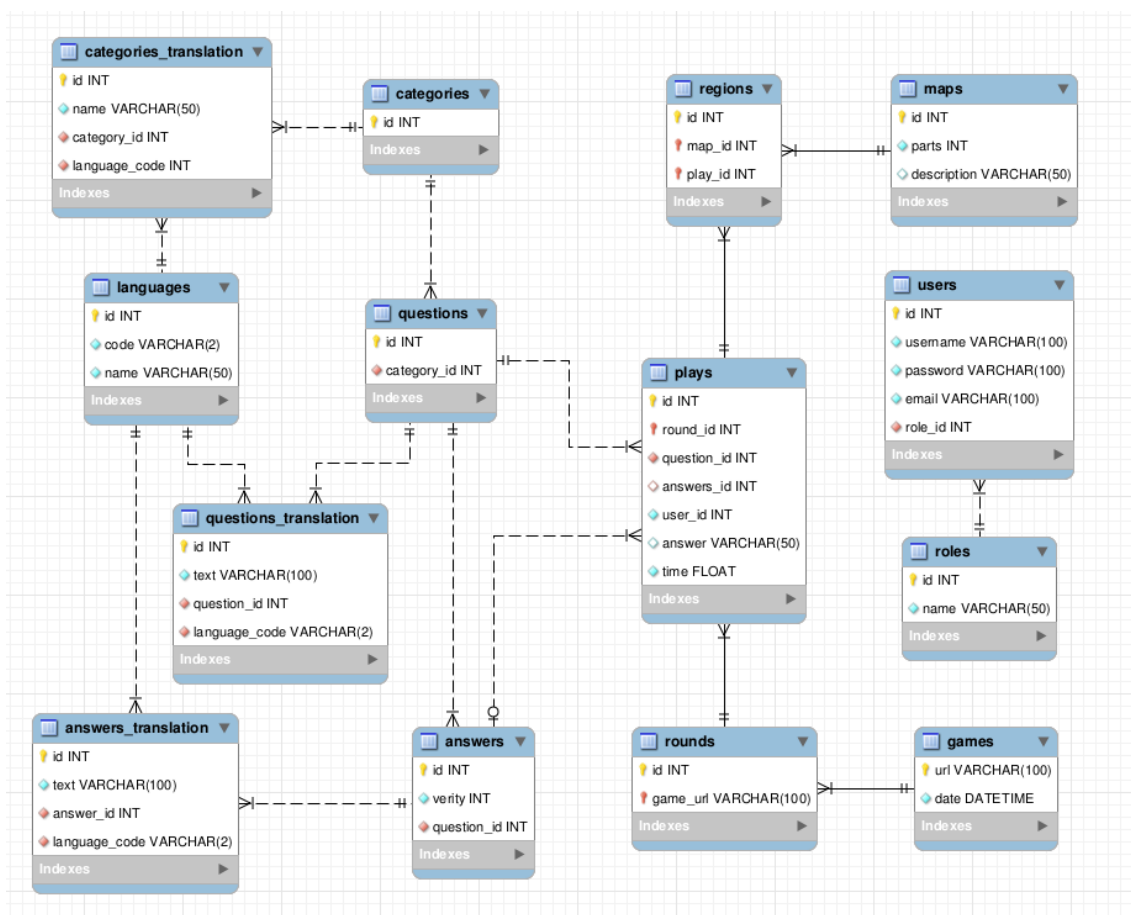 categories_translation
id INT
name VARCHAR(50)
category_id INT
language_code INT
Indexes
categories
id INT
Indexes
regions
id INT
map_id INT
play_id INT
Indexes
maps
id INT
parts INT
description VARCHAR(50)
Indexes
languages
id INT
code VARCHAR(2)
name VARCHAR(50)
Indexes
questions
id INT
category_id INT
Indexes
users
id INT
username VARCHAR(100)
password VARCHAR(100)
email VARCHAR(100)
role_id INT
Indexes
plays
id INT
round_id INT
question_id INT
answers_id INT
user_id INT
answer VARCHAR(50)
time FLOAT
Indexes
questions_translation
id INT
text VARCHAR(100)
question_id INT
language_code VARCHAR(2)
Indexes
roles
id INT
name VARCHAR(50)
Indexes
answers_translation
id INT
text VARCHAR(100)
answer_id INT
language_code VARCHAR(2)
Indexes
answers
id INT
verity INT
question_id INT
Indexes
rounds
id INT
game_url VARCHAR(100)
Indexes
games
url VARCHAR(100)
date DATETIME
Indexes